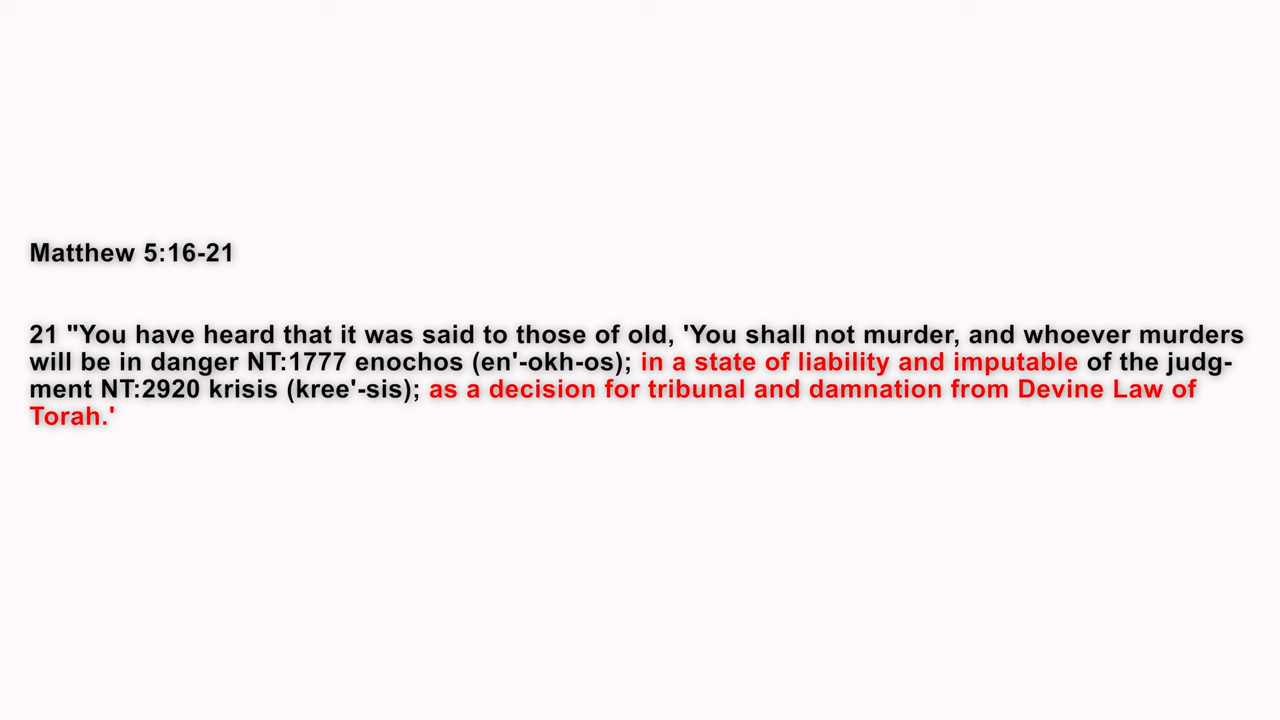 Matthew 5:16-21
21 "You have heard that it was said to those of old, 'You shall not murder, and whoever murders
will be in danger NT:1777 enochos (en'-okh-os); in a state of liability and imputable of the judg-
ment NT:2920 krisis (kree'-sis); as a decision for tribunal and damnation from Devine Law of
Torah.'